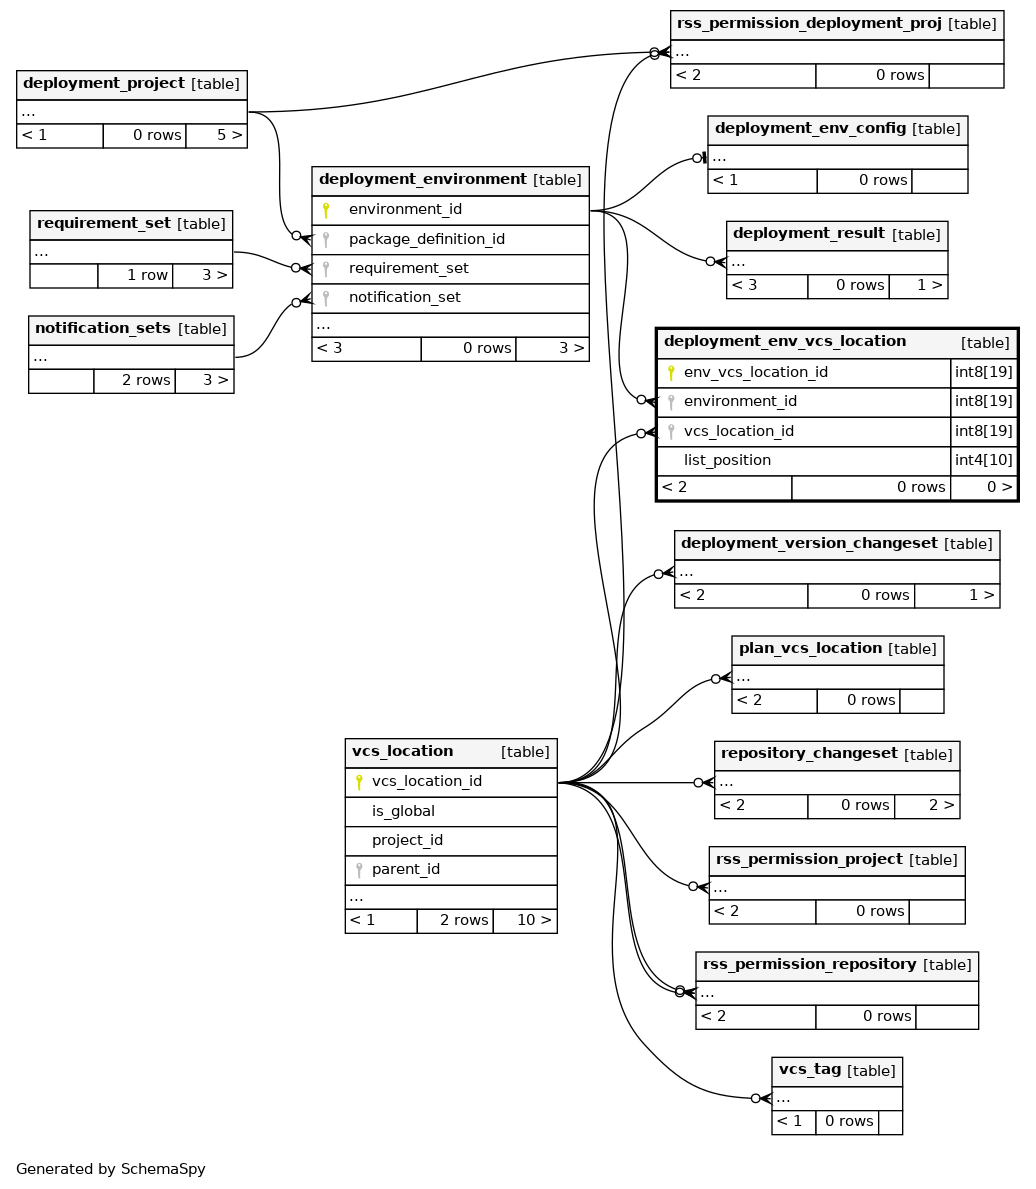 rss_permission_deployment_proj [table]
...
< 2 0 rows
deployment_project [table]
...
< 1 0 rows 5 >
deployment_env_config [table]
...
< 1 0 rows
deployment_environment [table]
environment_id
package_definition_id
requirement_set
notification_set
...
< 3 0 rows 3 >
requirement_set [table]
...
1 row 3 >
deployment_result [table]
...
< 3 0 rows 1 >
notification_sets [table]
...
2 rows 3 >
deployment_env_vcs_location [table]
env_vcs_location_id int8[19]
environment_id int8[19]
vcs_location_id int8[19]
list_position int4[10]
< 2 0 rows 0 >
deployment_version_changeset [table]
...
< 2 0 rows 1 >
plan_vcs_location [table]
...
< 2 0 rows
vcs_location [table]
vcs_location_id
is_global
project_id
parent_id
...
< 1 2 rows 10 >
repository_changeset [table]
...
< 2 0 rows 2 >
rss_permission_project [table]
...
< 2 0 rows
rss_permission_repository [table]
...
< 2 0 rows
vcs_tag [table]
...
< 1 0 rows
Generated by SchemaSpy